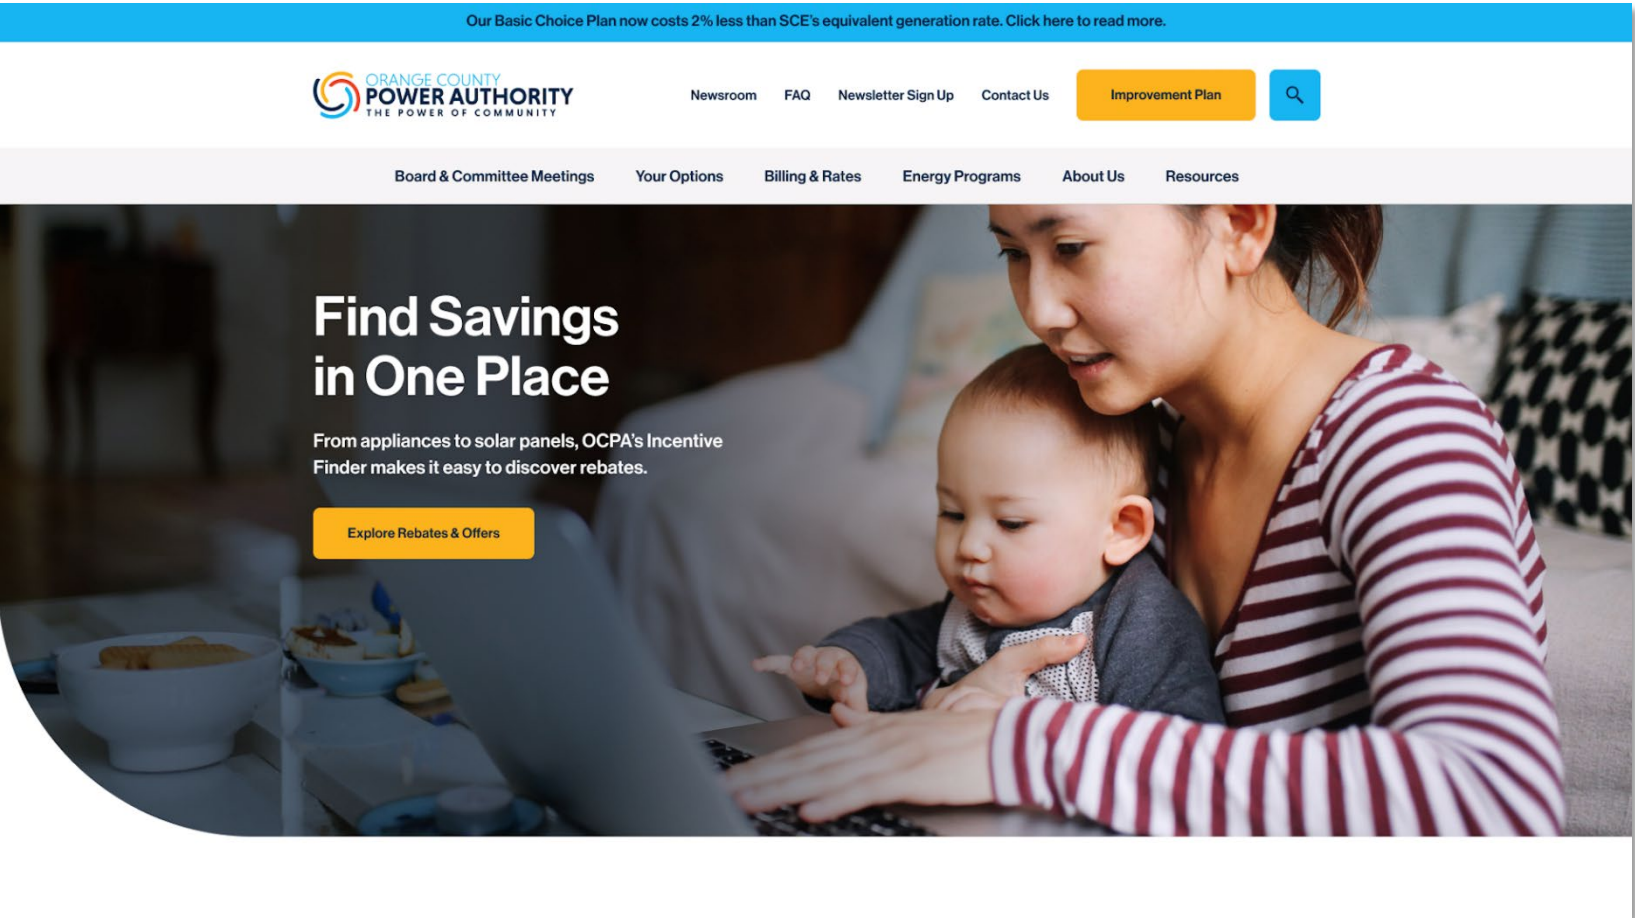 Our Basic Choice Plan now costs 2% less than SCE's equivalent generation rate. Click here to read more.
ORANGE COUNTY
POWER AUTHORITY
THE POWER OF COMMUNITY
Newsroom FAQ Newsletter Sign Up Contact Us Improvement Plan
Board & Committee Meetings Your Options Billing & Rates Energy Programs About Us Resources
Find Savings
in One Place
From appliances to solar panels, OCPA's Incentive
Finder makes it easy to discover rebates.
Explore Rebates & Offers